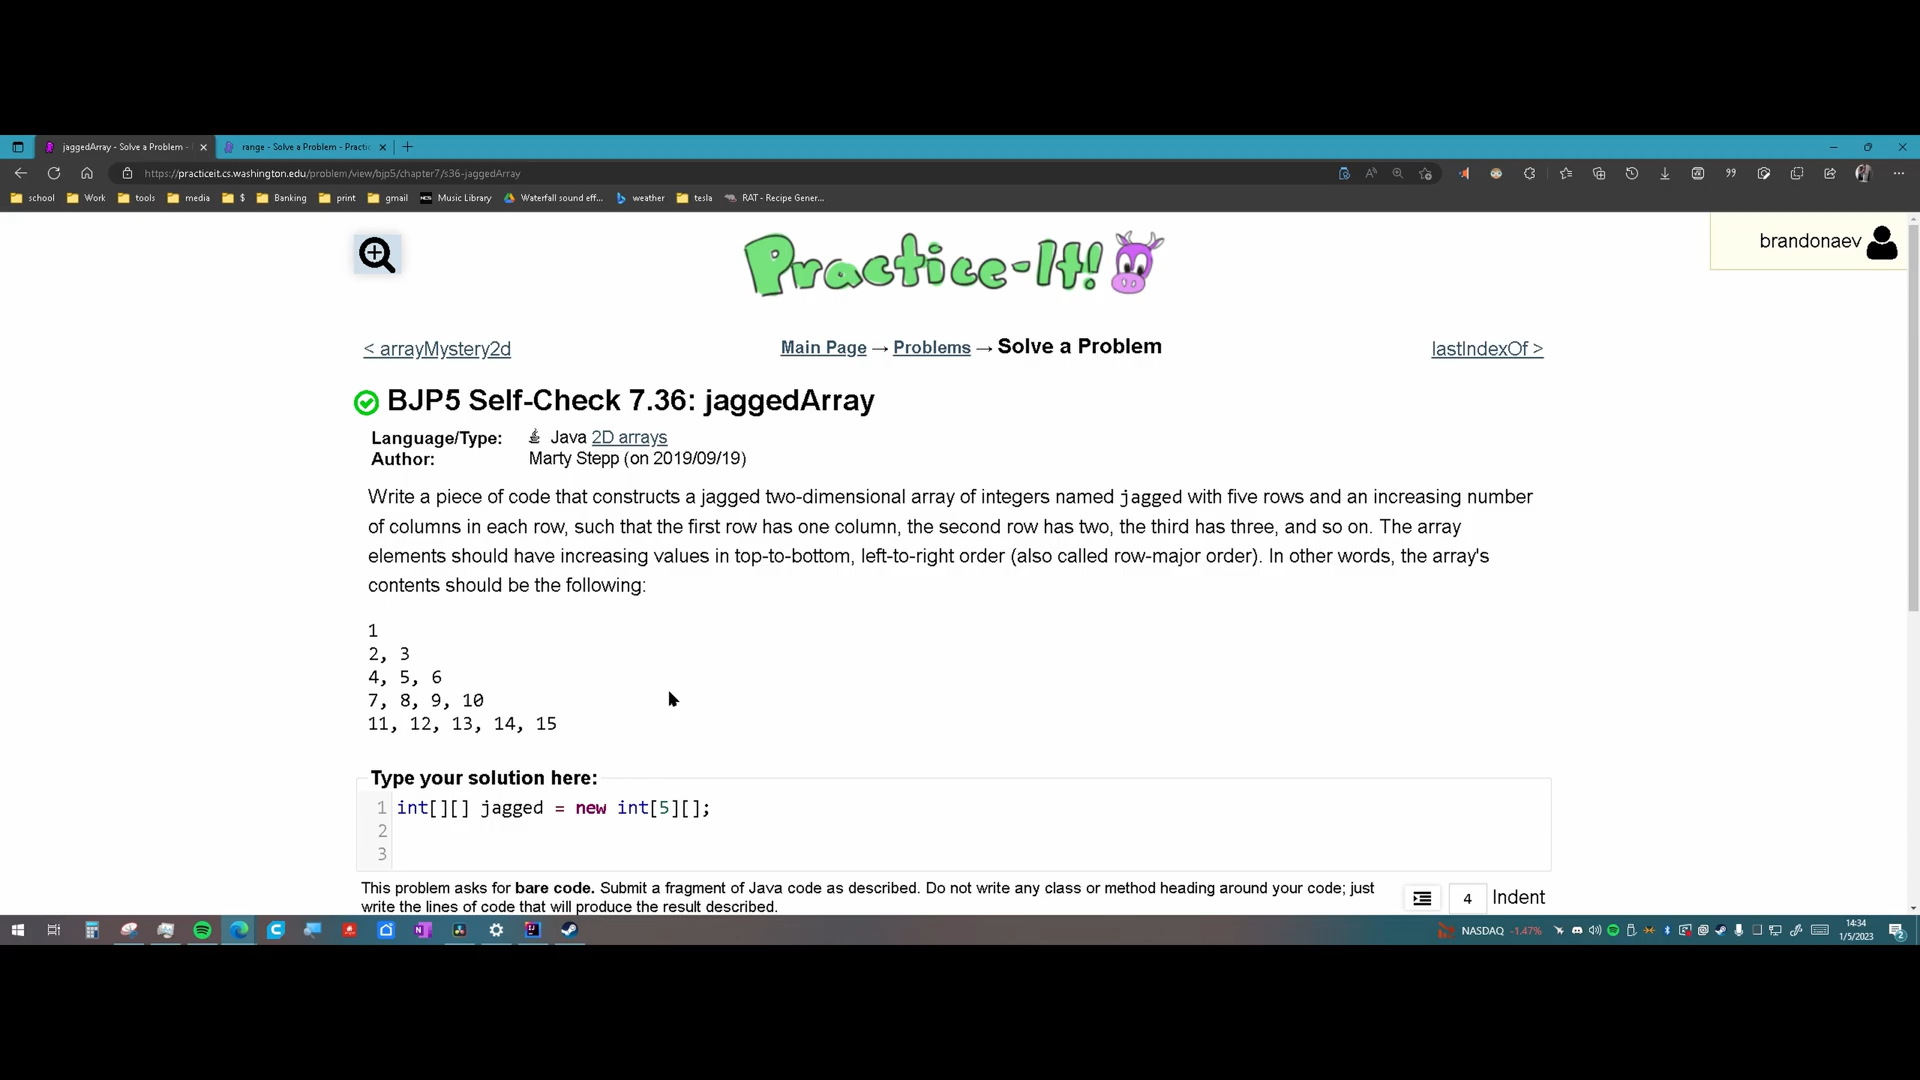 jaggedArray - Solve a Problem -
range - Solve a Problem - Practic
https://practiceit.cs.washington.edu/problem/view/bjp5/chapter7/s36-jaggedArray
school Work tools media $ Banking print gmail Music Library Waterfall sound eff... weather tesla RAT - Recipe Gener...
Practice-It!
brandonaev
< arrayMystery2d
Main Page → Problems → Solve a Problem
lastIndexOf >
BJP5 Self-Check 7.36: jaggedArray
Language/Type: Java 2D arrays
Author: Marty Stepp (on 2019/09/19)
Write a piece of code that constructs a jagged two-dimensional array of integers named jagged with five rows and an increasing number
of columns in each row, such that the first row has one column, the second row has two, the third has three, and so on. The array
elements should have increasing values in top-to-bottom, left-to-right order (also called row-major order). In other words, the array's
contents should be the following:
1
2, 3
4, 5, 6
7, 8, 9, 10
11, 12, 13, 14, 15
Type your solution here:
1 int[][] jagged = new int[5][];
2
3
This problem asks for bare code. Submit a fragment of Java code as described. Do not write any class or method heading around your code; just
write the lines of code that will produce the result described.
4 Indent
NASDAQ -1.47%
14:34
1/5/2023